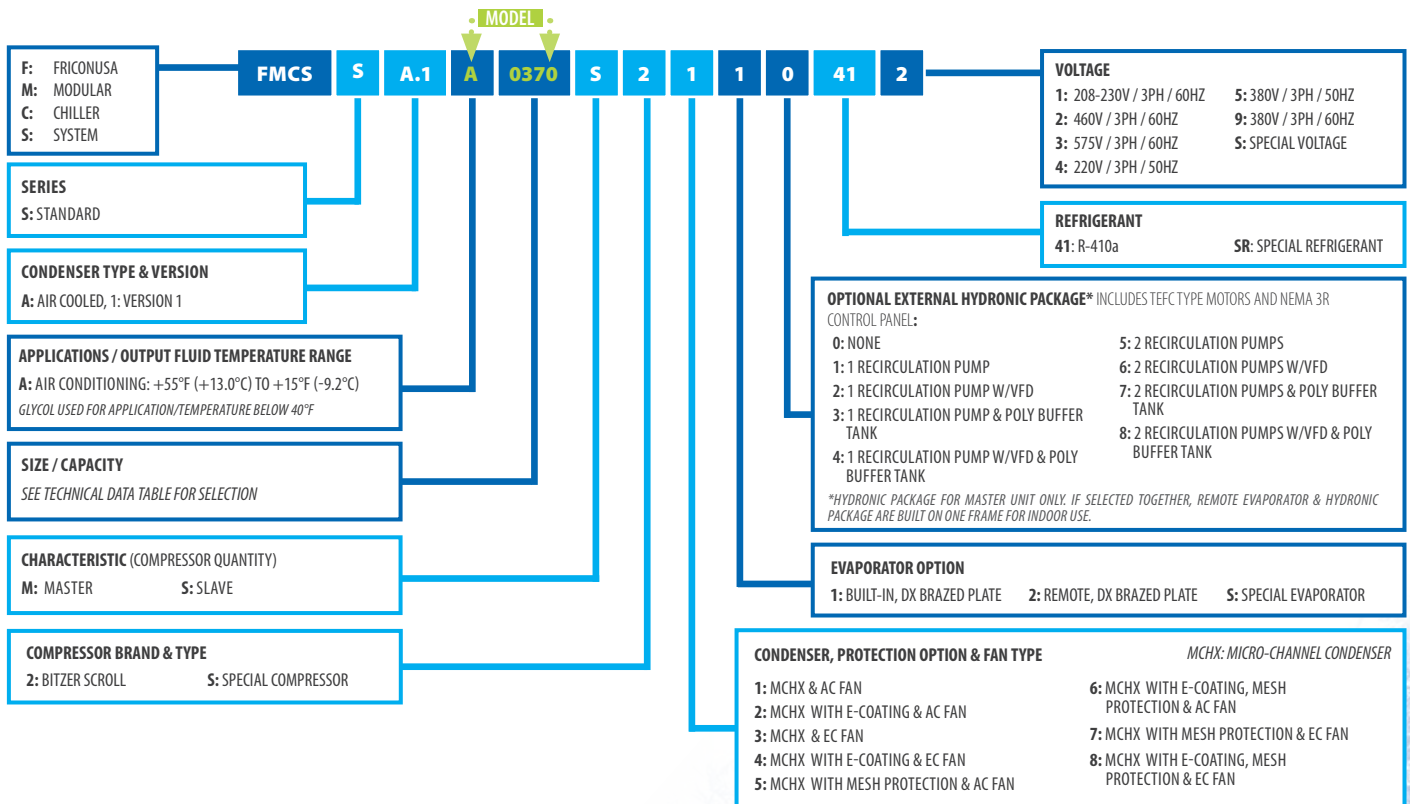 MODEL
FMCS S A.1 A 0370 S 2 1 1 0 41 2
F: FRICONUSA
M: MODULAR
C: CHILLER
S: SYSTEM
SERIES
S: STANDARD
CONDENSER TYPE & VERSION
A: AIR COOLED, 1: VERSION 1
APPLICATIONS / OUTPUT FLUID TEMPERATURE RANGE
A: AIR CONDITIONING: +55°F (+13.0°C) TO +15°F (-9.2°C)
GLYCOL USED FOR APPLICATION/TEMPERATURE BELOW 40°F
SIZE / CAPACITY
SEE TECHNICAL DATA TABLE FOR SELECTION
CHARACTERISTIC (COMPRESSOR QUANTITY)
M: MASTER S: SLAVE
COMPRESSOR BRAND & TYPE
2: BITZER SCROLL S: SPECIAL COMPRESSOR
VOLTAGE
1: 208-230V / 3PH / 60HZ
2: 460V / 3PH / 60HZ
3: 575V / 3PH / 60HZ
4: 220V / 3PH / 50HZ
5: 380V / 3PH / 50HZ
9: 380V / 3PH / 60HZ
S: SPECIAL VOLTAGE
REFRIGERANT
41: R-410a SR: SPECIAL REFRIGERANT
OPTIONAL EXTERNAL HYDRONIC PACKAGE* INCLUDES TEFC TYPE MOTORS AND NEMA 3R
CONTROL PANEL:
0: NONE
1: 1 RECIRCULATION PUMP
2: 1 RECIRCULATION PUMP W/VFD
3: 1 RECIRCULATION PUMP & POLY BUFFER
TANK
4: 1 RECIRCULATION PUMP W/VFD & POLY
BUFFER TANK
5: 2 RECIRCULATION PUMPS
6: 2 RECIRCULATION PUMPS W/VFD
7: 2 RECIRCULATION PUMPS & POLY BUFFER
TANK
8: 2 RECIRCULATION PUMPS W/VFD & POLY
BUFFER TANK
*HYDRONIC PACKAGE FOR MASTER UNIT ONLY. IF SELECTED TOGETHER, REMOTE EVAPORATOR & HYDRONIC
PACKAGE ARE BUILT ON ONE FRAME FOR INDOOR USE.
EVAPORATOR OPTION
1: BUILT-IN, DX BRAZED PLATE 2: REMOTE, DX BRAZED PLATE S: SPECIAL EVAPORATOR
CONDENSER, PROTECTION OPTION & FAN TYPE MCHX: MICRO-CHANNEL CONDENSER
1: MCHX & AC FAN
2: MCHX WITH E-COATING & AC FAN
3: MCHX & EC FAN
4: MCHX WITH E-COATING & EC FAN
5: MCHX WITH MESH PROTECTION & AC FAN
6: MCHX WITH E-COATING, MESH
PROTECTION & AC FAN
7: MCHX WITH MESH PROTECTION & EC FAN
8: MCHX WITH E-COATING, MESH
PROTECTION & EC FAN